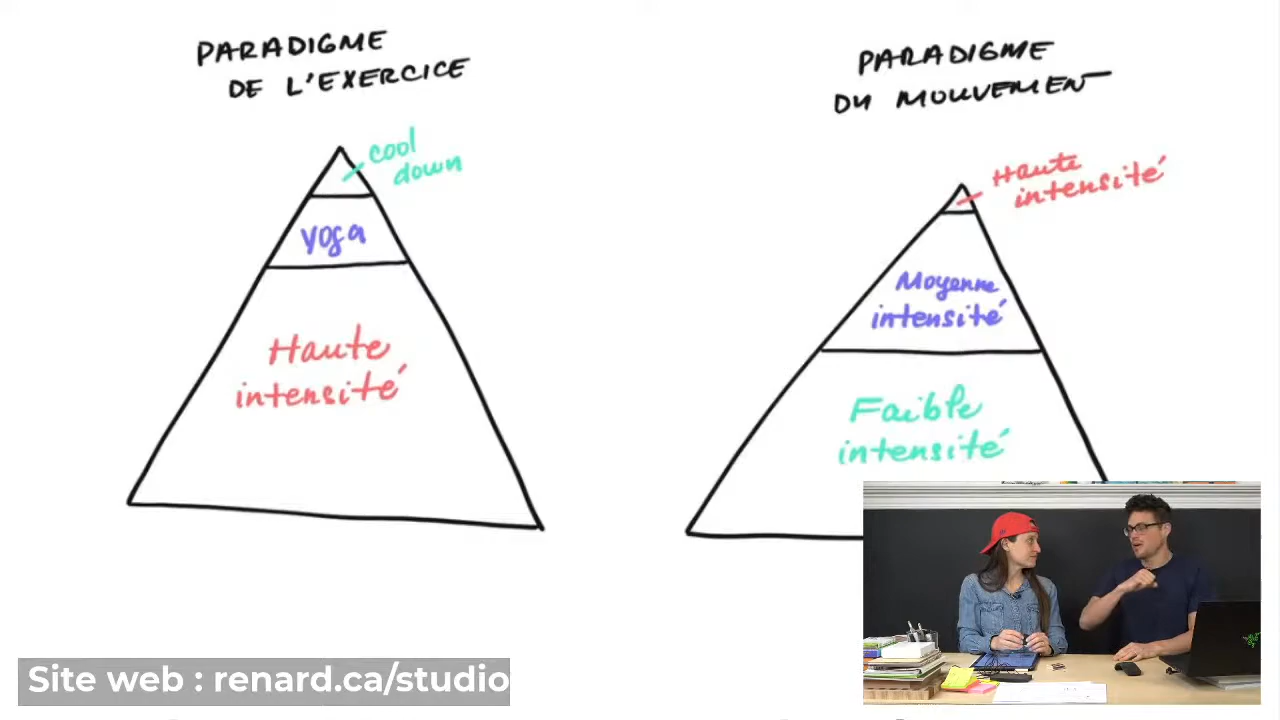 PARADIGME
DE L'EXERCICE
cool
down
yoga
Haute
intensité
PARADIGME
DU MOUVEMENT
Haute
intensité
Moyenne
intensité
Faible
intensité
Site web : renard.ca/studio